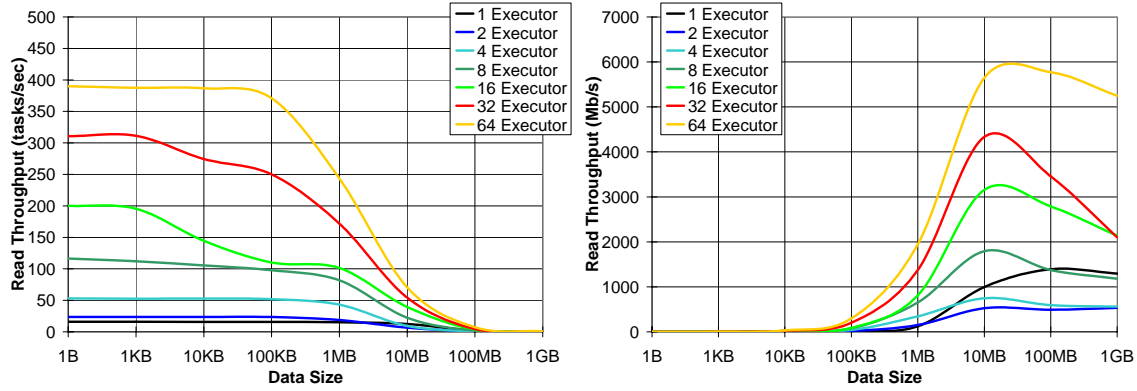 Read Throughput (tasks/sec)
500
450
400
350
300
250
200
150
100
50
0
1B 1KB 10KB 100KB 1MB 10MB 100MB 1GB
Data Size
1 Executor
2 Executor
4 Executor
8 Executor
16 Executor
32 Executor
64 Executor
Read Throughput (Mb/s)
7000
6000
5000
4000
3000
2000
1000
0
1B 1KB 10KB 100KB 1MB 10MB 100MB 1GB
Data Size
1 Executor
2 Executor
4 Executor
8 Executor
16 Executor
32 Executor
64 Executor